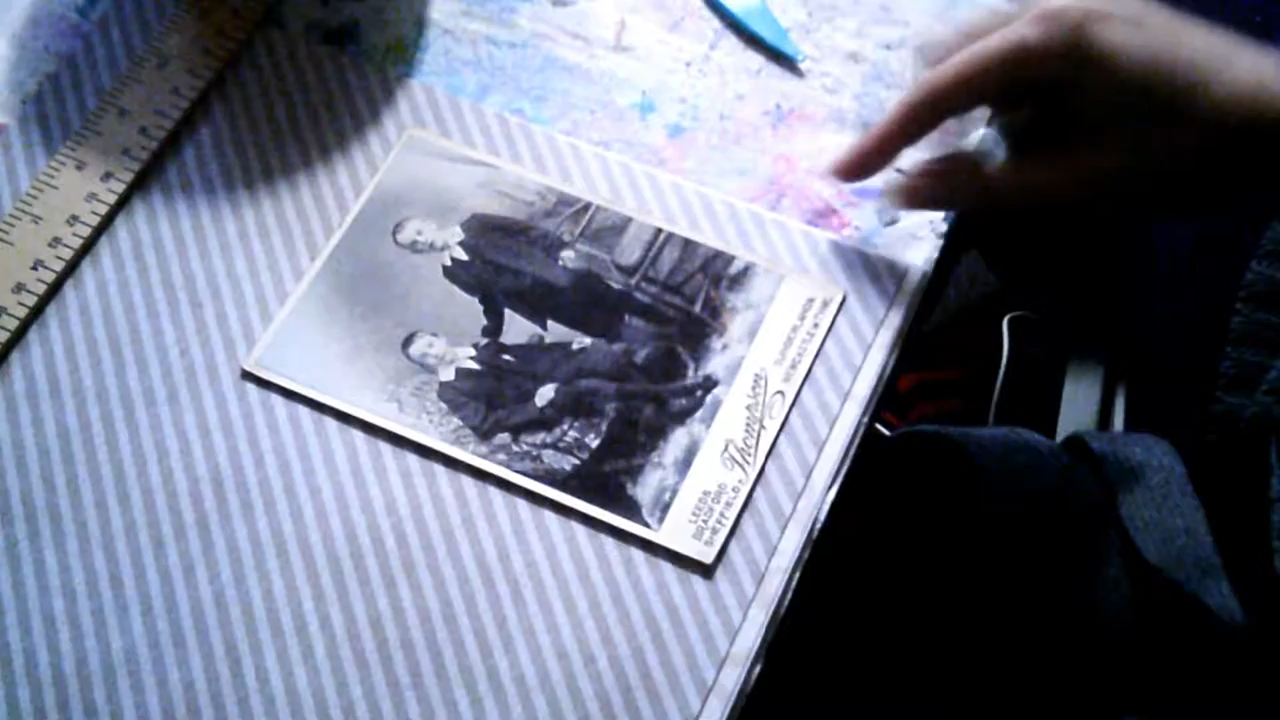 LEEDS
BRADFORD
SHEFFIELD.
Thompson
SUNDERLAND
NEWCASTLE on TYNE.